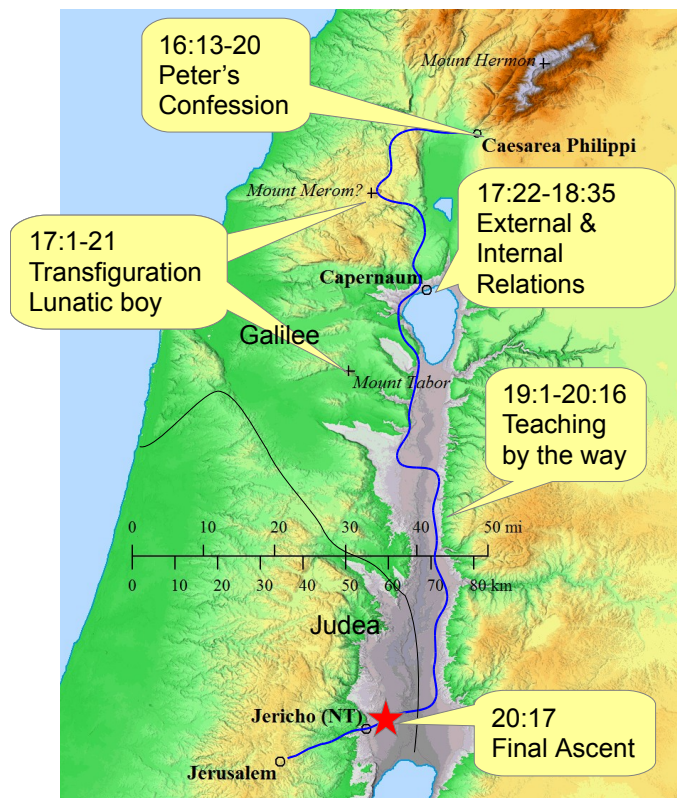 16:13-20
Peter’s
Confession
Mount Hermon
Caesarea Philippi
Mount Merom?
17:22-18:35
External &
Internal
Relations
17:1-21
Transfiguration
Lunatic boy
Capernaum
Galilee
Mount Tabor
19:1-20:16
Teaching
by the way
0 10 20 30 40 50 mi
0 10 20 30 40 50 60 70 80 km
Judea
Jericho (NT)
20:17
Final Ascent
Jerusalem